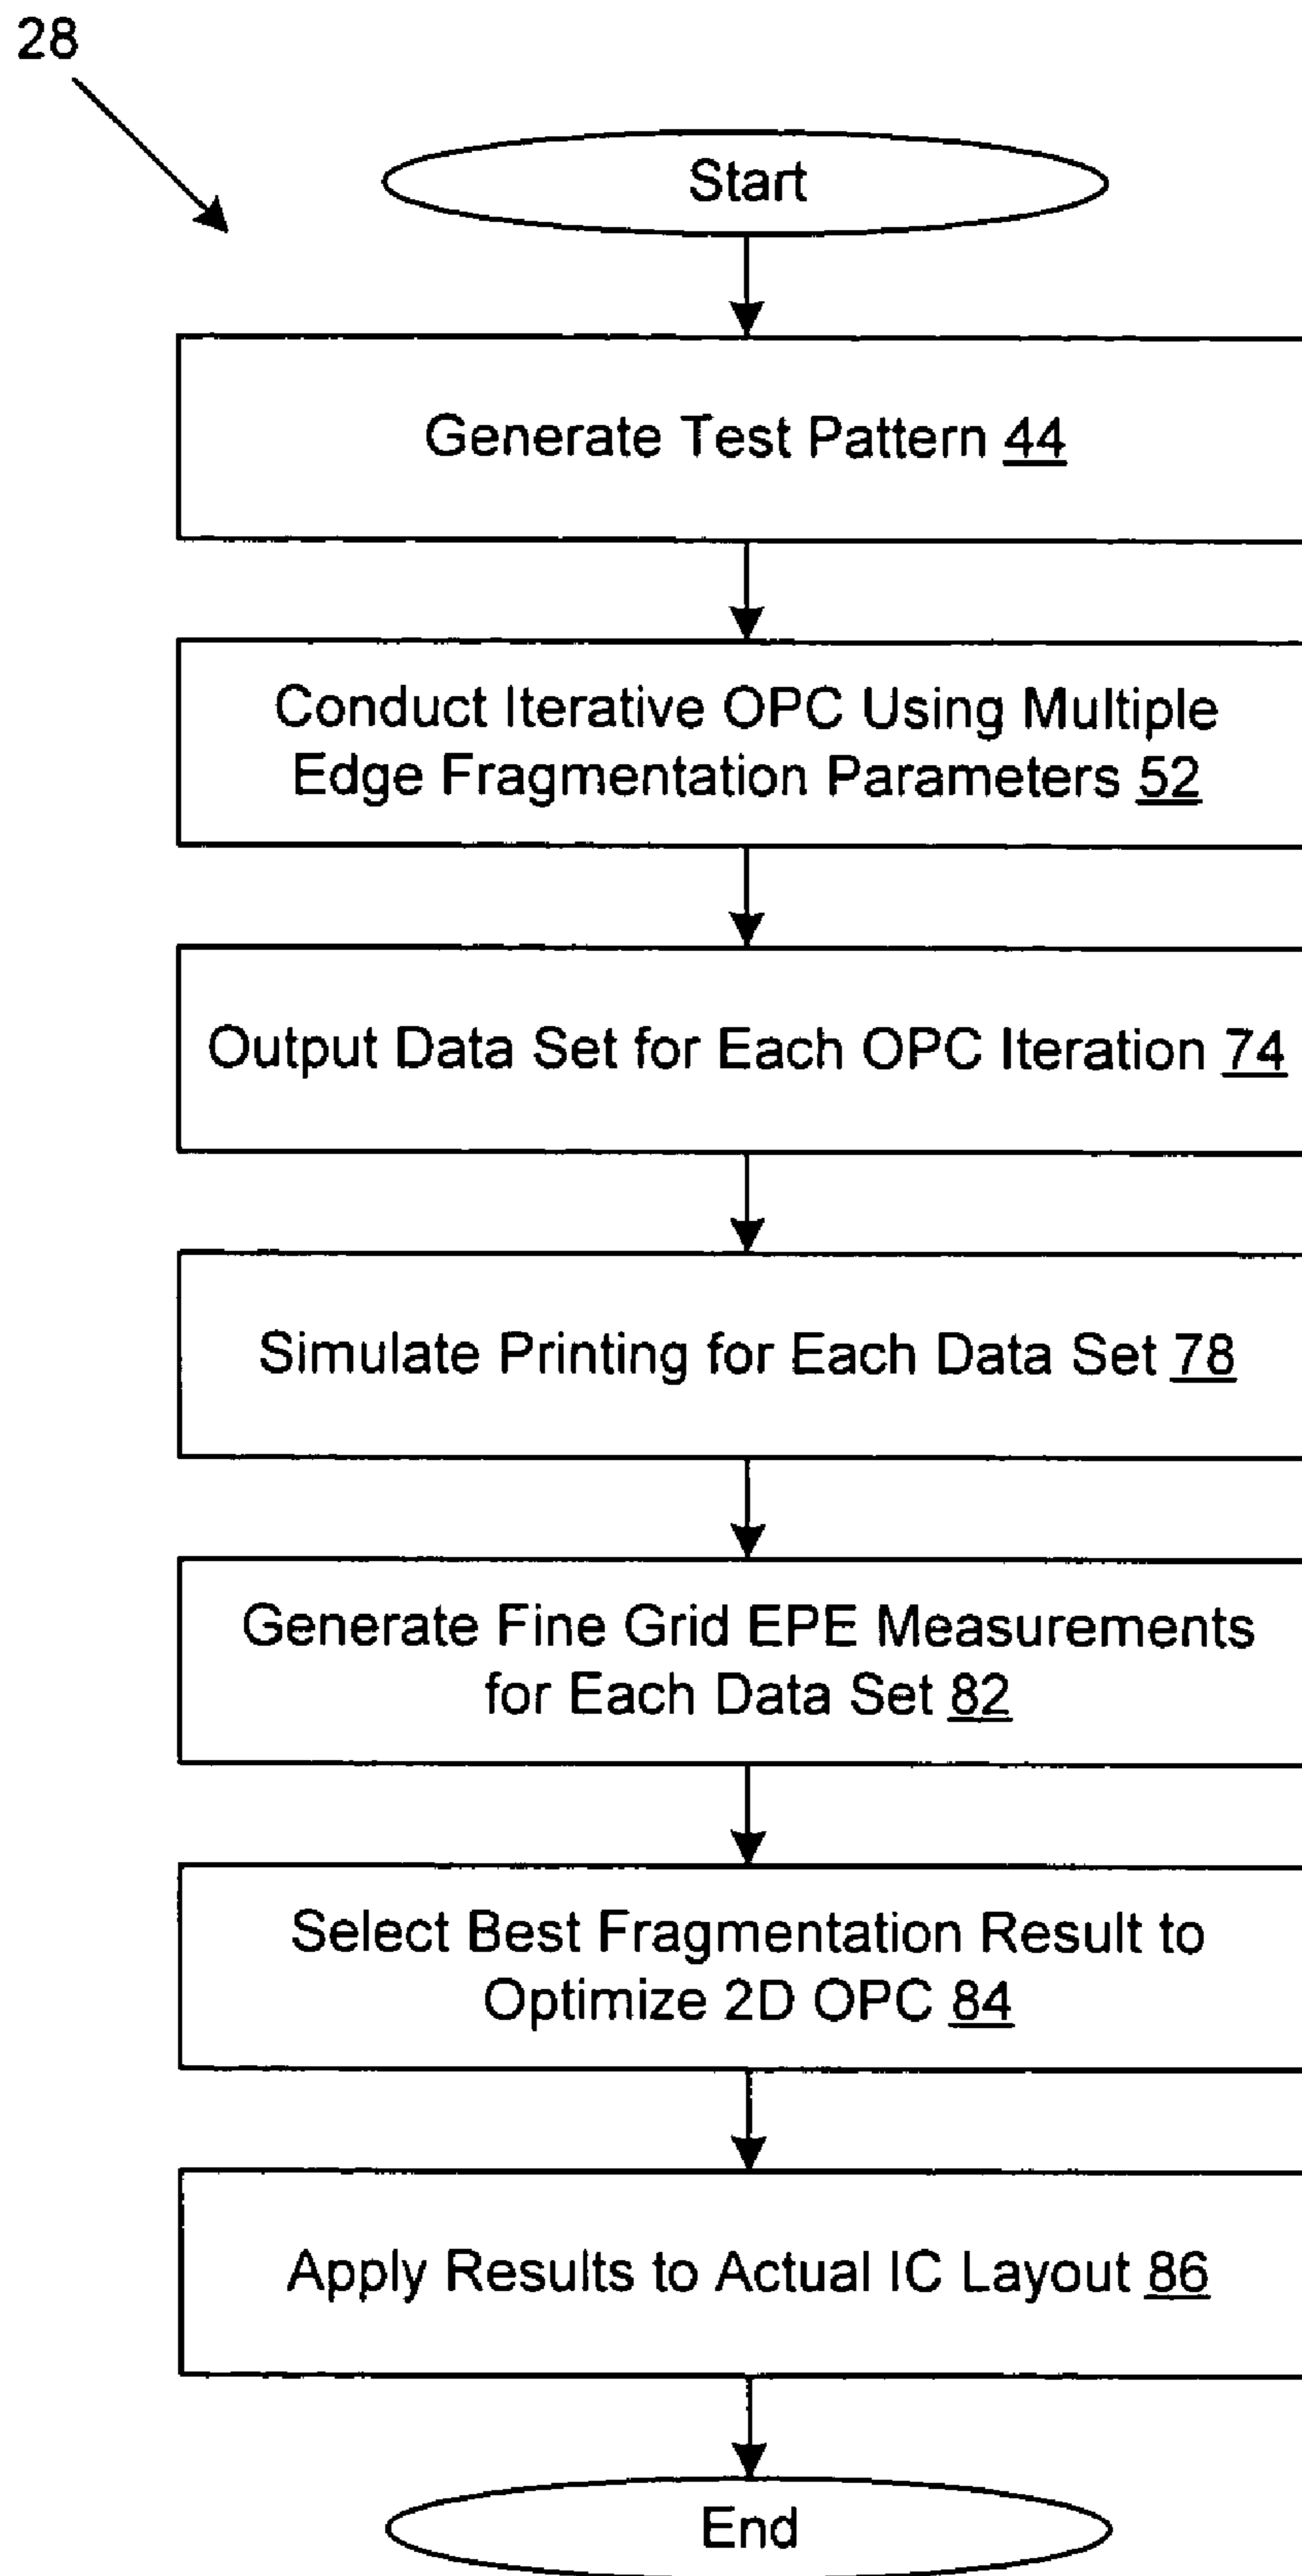 28
Start
Generate Test Pattern 44
Conduct Iterative OPC Using Multiple
Edge Fragmentation Parameters 52
Output Data Set for Each OPC Iteration 74
Simulate Printing for Each Data Set 78
Generate Fine Grid EPE Measurements
for Each Data Set 82
Select Best Fragmentation Result to
Optimize 2D OPC 84
Apply Results to Actual IC Layout 86
End